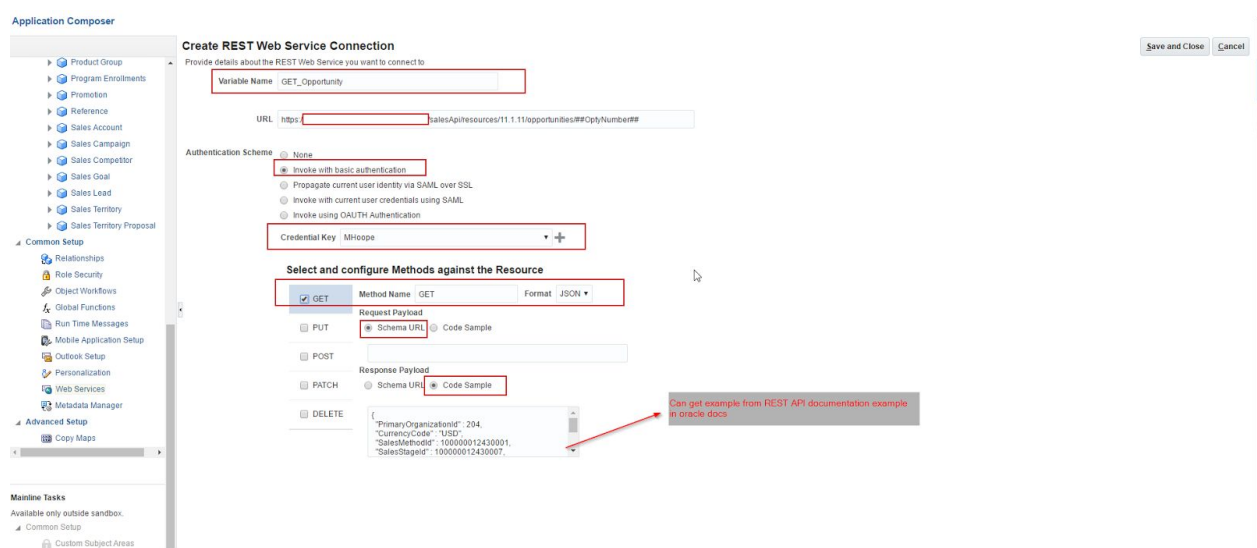 Application Composer
Create REST Web Service Connection
Save and Close Cancel
Provide details about the REST Web Service you want to connect to
Product Group
Program Enrollments
Promotion
Reference
Sales Account
Sales Campaign
Sales Competitor
Sales Goal
Sales Lead
Sales Territory
Sales Territory Proposal
Common Setup
Relationships
Role Security
Object Workflows
Global Functions
Run Time Messages
Mobile Application Setup
Outlook Setup
Personalization
Web Services
Metadata Manager
Advanced Setup
Copy Maps
Mainline Tasks
Available only outside sandbox.
Common Setup
Custom Subject Areas
Variable Name GET_Opportunity
URL https:/ /salesApi/resources/11.1.11/opportunities/##OptyNumber##
Authentication Scheme
None
Invoke with basic authentication
Propagate current user identity via SAML over SSL
Invoke with current user credentials using SAML
Invoke using OAUTH Authentication
Credential Key MHoope
Select and configure Methods against the Resource
GET
PUT
POST
PATCH
DELETE
Method Name GET Format JSON
Request Payload
Schema URL Code Sample
Response Payload
Schema URL Code Sample
{
"PrimaryOrganizationId" : 204,
"CurrencyCode" : "USD",
"SalesMethodId" : 100000012430001,
"SalesStageId" : 100000012430007,
Can get example from REST API documentation example
in oracle docs